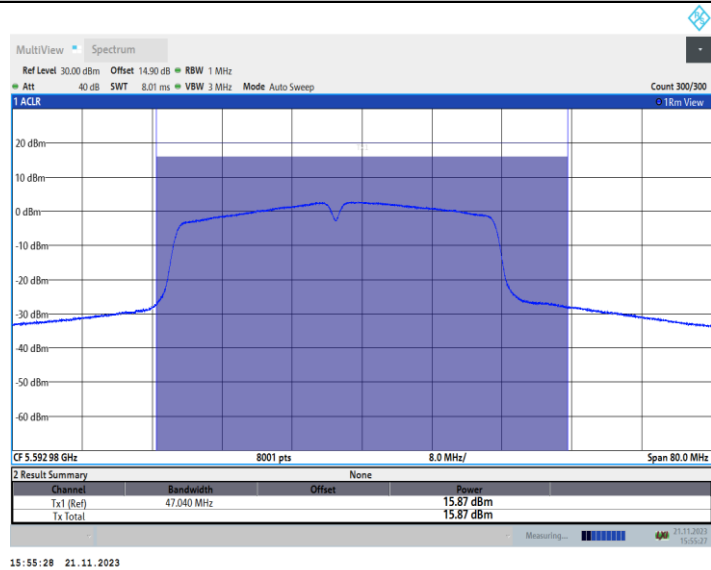 MultiView Spectrum
Ref Level 30.00 dBm Offset 14.90 dB RBW 1 MHz
Att 40 dB SWT 8.01 ms VBW 3 MHz Mode Auto Sweep Count 300/300
1 ACLR 1Rm View
20 dBm
10 dBm
0 dBm
-10 dBm
-20 dBm
-30 dBm
-40 dBm
-50 dBm
-60 dBm
CF 5.592 98 GHz 8001 pts 8.0 MHz/ Span 80.0 MHz
2 Result Summary None
Channel Bandwidth Offset Power
Tx1 (Ref) 47.040 MHz 15.87 dBm
Tx Total 15.87 dBm
Measuring... 21.11.2023
15:55:27
15:55:28 21.11.2023